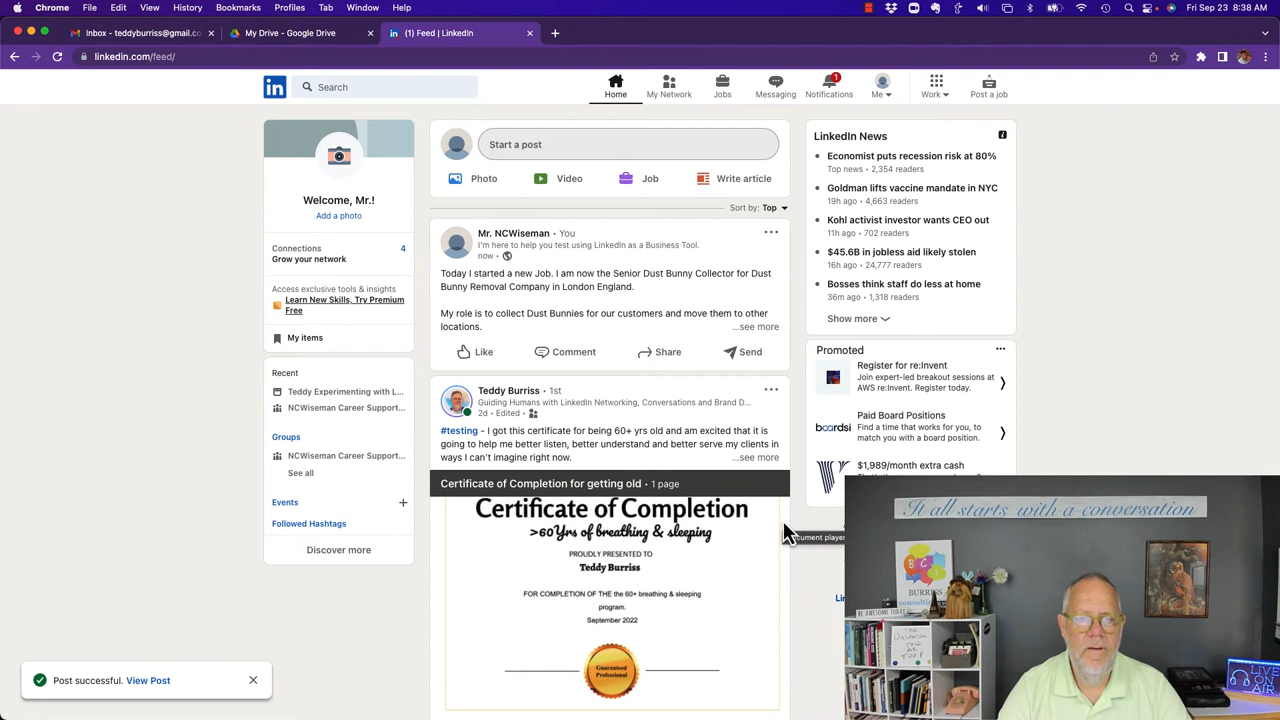 Chrome File Edit View History Bookmarks Profiles Tab Window Help
Fri Sep 23 8:38 AM
Inbox - teddyburriss@gmail.co
My Drive - Google Drive
(1) Feed | LinkedIn
linkedin.com/feed/
in
Search
Home
My Network
Jobs
Messaging
1
Notifications
Me
Work
Post a job
Welcome, Mr.!
Add a photo
Connections 4
Grow your network
Access exclusive tools & insights
Learn New Skills, Try Premium
Free
My items
Recent
Teddy Experimenting with L...
NCWiseman Career Support...
Groups
NCWiseman Career Support...
See all
Events +
Followed Hashtags
Discover more
Start a post
Photo
Video
Job
Write article
Sort by: Top
Mr. NCWiseman • You
I'm here to help you test using LinkedIn as a Business Tool.
now •
Today I started a new Job. I am now the Senior Dust Bunny Collector for Dust
Bunny Removal Company in London England.
My role is to collect Dust Bunnies for our customers and move them to other
locations.
...see more
Like
Comment
Share
Send
Teddy Burriss • 1st
Guiding Humans with LinkedIn Networking, Conversations and Brand D...
2d • Edited •
#testing - I got this certificate for being 60+ yrs old and am excited that it is
going to help me better listen, better understand and better serve my clients in
ways I can't imagine right now.
...see more
Certificate of Completion for getting old • 1 page
Certificate of Completion
>60Yrs of breathing & sleeping
PROUDLY PRESENTED TO
Teddy Burriss
FOR COMPLETION OF THE the 60+ breathing & sleeping
program.
September 2022
Guaranteed
Professional
LinkedIn News
Economist puts recession risk at 80%
Top news • 2,354 readers
Goldman lifts vaccine mandate in NYC
19h ago • 4,663 readers
Kohl activist investor wants CEO out
11h ago • 702 readers
$45.6B in jobless aid likely stolen
16h ago • 24,777 readers
Bosses think staff do less at home
36m ago • 1,318 readers
Show more
Promoted
Register for re:Invent
Join expert-led breakout sessions at
AWS re:Invent. Register today.
boardsi
Paid Board Positions
Find a time that works for you, to
match you with a board position.
$1,989/month extra cash
player
It all starts with a conversation
BCI
BURRISS
consulting
BE AWESOME TODAY!
LIVE
ON AIR
Post successful. View Post